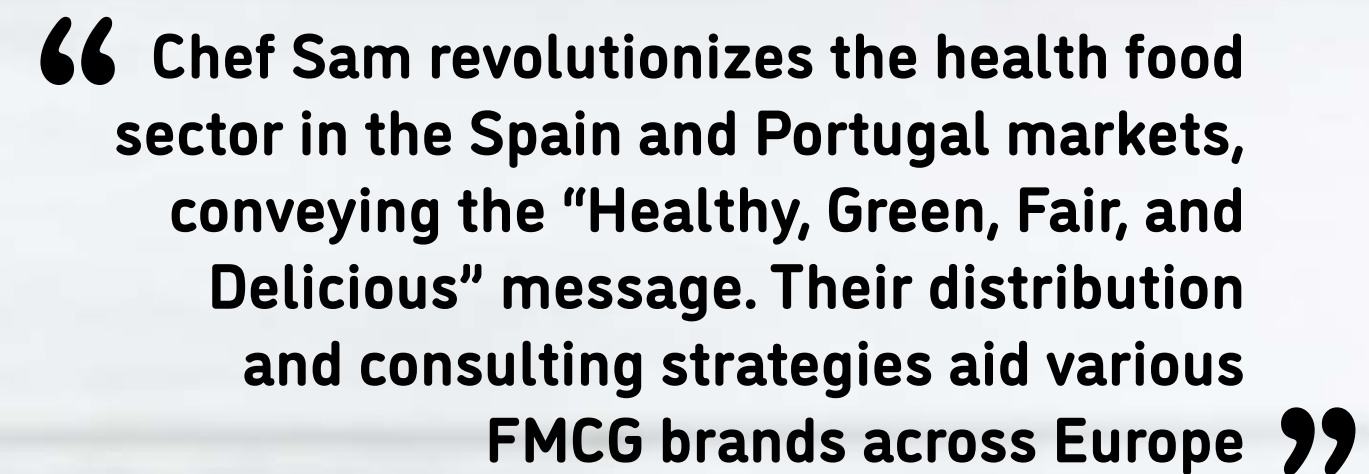 “ Chef Sam revolutionizes the health food
sector in the Spain and Portugal markets,
conveying the “Healthy, Green, Fair, and
Delicious” message. Their distribution
and consulting strategies aid various
FMCG brands across Europe ”